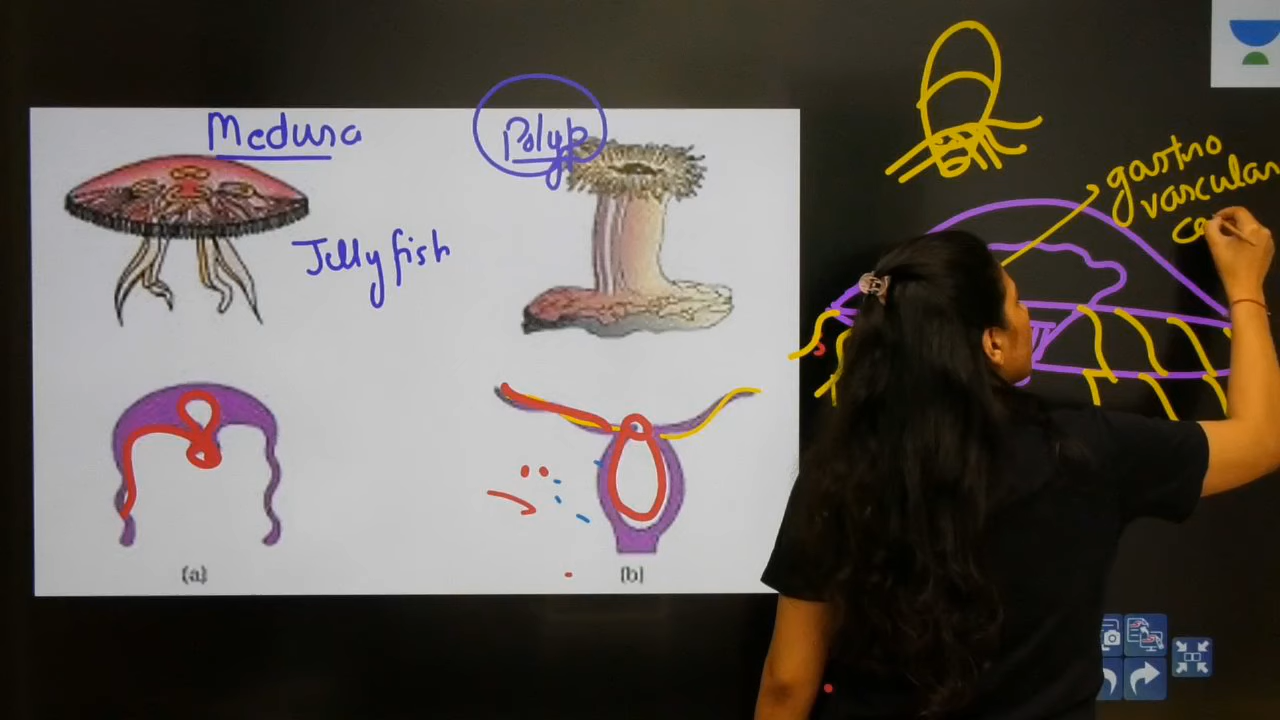 Medusa
Polyp
Jelly fish
gastro
vascular
(a)
(b)